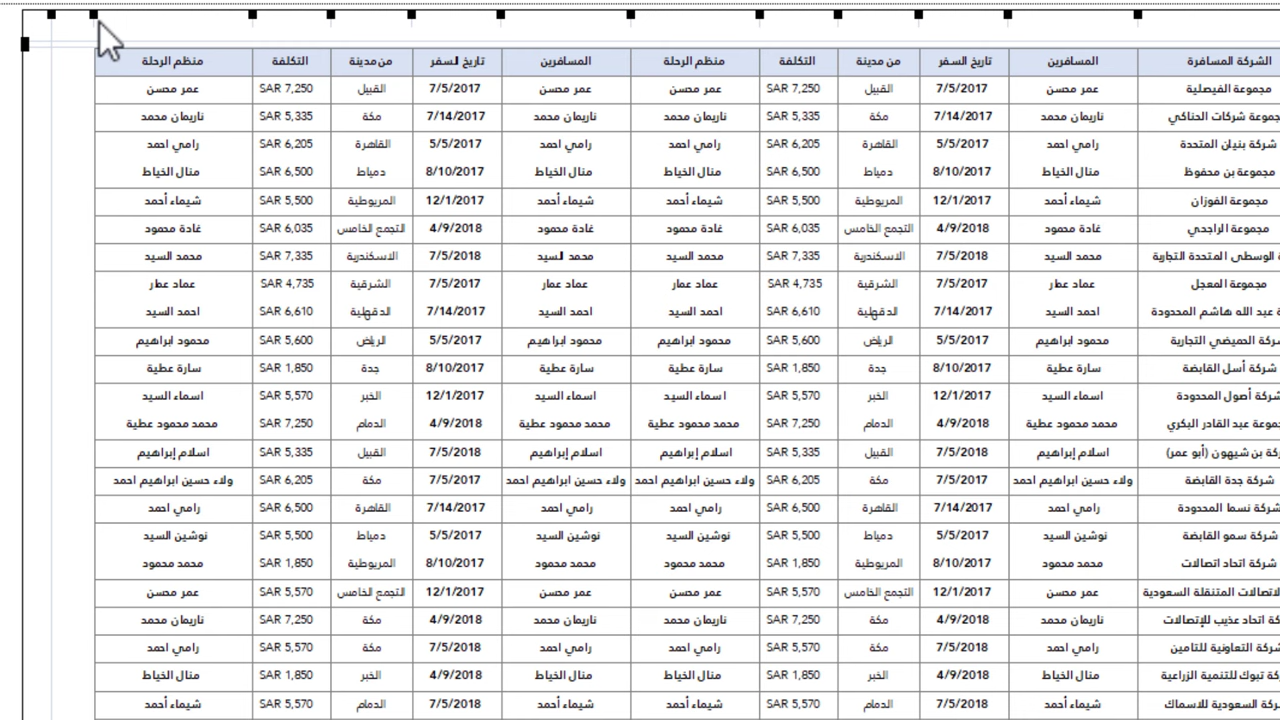 الشركة المسافرة المسافرين تاريخ السفر من مدينة التكلفة منظم الرحلة المسافرين تاريخ السفر من مدينة التكلفة منظم الرحلة
مجموعة الفيصلية عمر محسن 7/5/2017 القبيل SAR 7,250 عمر محسن عمر محسن 7/5/2017 القبيل SAR 7,250 عمر محسن
شركات الحناكي ناريمان محمد 7/14/2017 مكة SAR 5,335 ناريمان محمد ناريمان محمد 7/14/2017 مكة SAR 5,335 ناريمان محمد
شركة بنيان المتحدة رامي احمد 5/5/2017 القاهرة SAR 6,205 رامي احمد رامي احمد 5/5/2017 القاهرة SAR 6,205 رامي احمد
مجموعة بن محفوظ منال الخياط 8/10/2017 دمياط SAR 6,500 منال الخياط منال الخياط 8/10/2017 دمياط SAR 6,500 منال الخياط
مجموعة الفوزان شيماء أحمد 12/1/2017 المريوطية SAR 5,500 شيماء أحمد شيماء أحمد 12/1/2017 المريوطية SAR 5,500 شيماء أحمد
مجموعة الراجحي غادة محمود 4/9/2018 التجمع الخامس SAR 6,035 غادة محمود غادة محمود 4/9/2018 التجمع الخامس SAR 6,035 غادة محمود
الوسطى المتحدة التجارية محمد السيد 7/5/2018 الاسكندرية SAR 7,335 محمد السيد محمد السيد 7/5/2018 الاسكندرية SAR 7,335 محمد السيد
مجموعة المعجل عماد عمار 7/5/2017 الشرقية SAR 4,735 عماد عمار عماد عمار 7/5/2017 الشرقية SAR 4,735 عماد عمار
عبد الله هاشم المحدودة احمد السيد 7/14/2017 الدقهلية SAR 6,610 احمد السيد احمد السيد 7/14/2017 الدقهلية SAR 6,610 احمد السيد
الحميضي التجارية محمود ابراهيم 5/5/2017 الرياض SAR 5,600 محمود ابراهيم محمود ابراهيم 5/5/2017 الرياض SAR 5,600 محمود ابراهيم
شركة أسل القابضة سارة عطية 8/10/2017 جدة SAR 1,850 سارة عطية سارة عطية 8/10/2017 جدة SAR 1,850 سارة عطية
شركة أصول المحدودة اسماء السيد 12/1/2017 الخبر SAR 5,570 اسماء السيد اسماء السيد 12/1/2017 الخبر SAR 5,570 اسماء السيد
عبد القادر البكري محمد محمود عطية 4/9/2018 الدمام SAR 7,250 محمد محمود عطية محمد محمود عطية 4/9/2018 الدمام SAR 7,250 محمد محمود عطية
بن شيهون (أبو عمر) اسلام إبراهيم 7/5/2018 القبيل SAR 5,335 اسلام إبراهيم اسلام إبراهيم 7/5/2018 القبيل SAR 5,335 اسلام إبراهيم
شركة جدة القابضة ولاء حسين ابراهيم احمد 7/5/2017 مكة SAR 6,205 ولاء حسين ابراهيم احمد ولاء حسين ابراهيم احمد 7/5/2017 مكة SAR 6,205 ولاء حسين ابراهيم احمد
شركة نسما المحدودة رامي احمد 7/14/2017 القاهرة SAR 6,500 رامي احمد رامي احمد 7/14/2017 القاهرة SAR 6,500 رامي احمد
شركة سمو القابضة نوشين السيد 5/5/2017 دمياط SAR 5,500 نوشين السيد نوشين السيد 5/5/2017 دمياط SAR 5,500 نوشين السيد
شركة اتحاد اتصالات محمد محمود 8/10/2017 المريوطية SAR 1,850 محمد محمود محمد محمود 8/10/2017 المريوطية SAR 1,850 محمد محمود
المتنقلة السعودية عمر محسن 12/1/2017 التجمع الخامس SAR 5,570 عمر محسن عمر محسن 12/1/2017 التجمع الخامس SAR 5,570 عمر محسن
اتحاد عذيب للإتصالات ناريمان محمد 4/9/2018 مكة SAR 7,250 ناريمان محمد ناريمان محمد 4/9/2018 مكة SAR 7,250 ناريمان محمد
التعاونية للتامين رامي احمد 7/5/2018 مكة SAR 5,570 رامي احمد رامي احمد 7/5/2018 مكة SAR 5,570 رامي احمد
تبوك للتنمية الزراعية منال الخياط 4/9/2018 الخبر SAR 1,850 منال الخياط منال الخياط 4/9/2018 الخبر SAR 1,850 منال الخياط
السعودية للاسماك شيماء أحمد 7/5/2018 الدمام SAR 5,570 شيماء أحمد شيماء أحمد 7/5/2018 الدمام SAR 5,570 شيماء أحمد